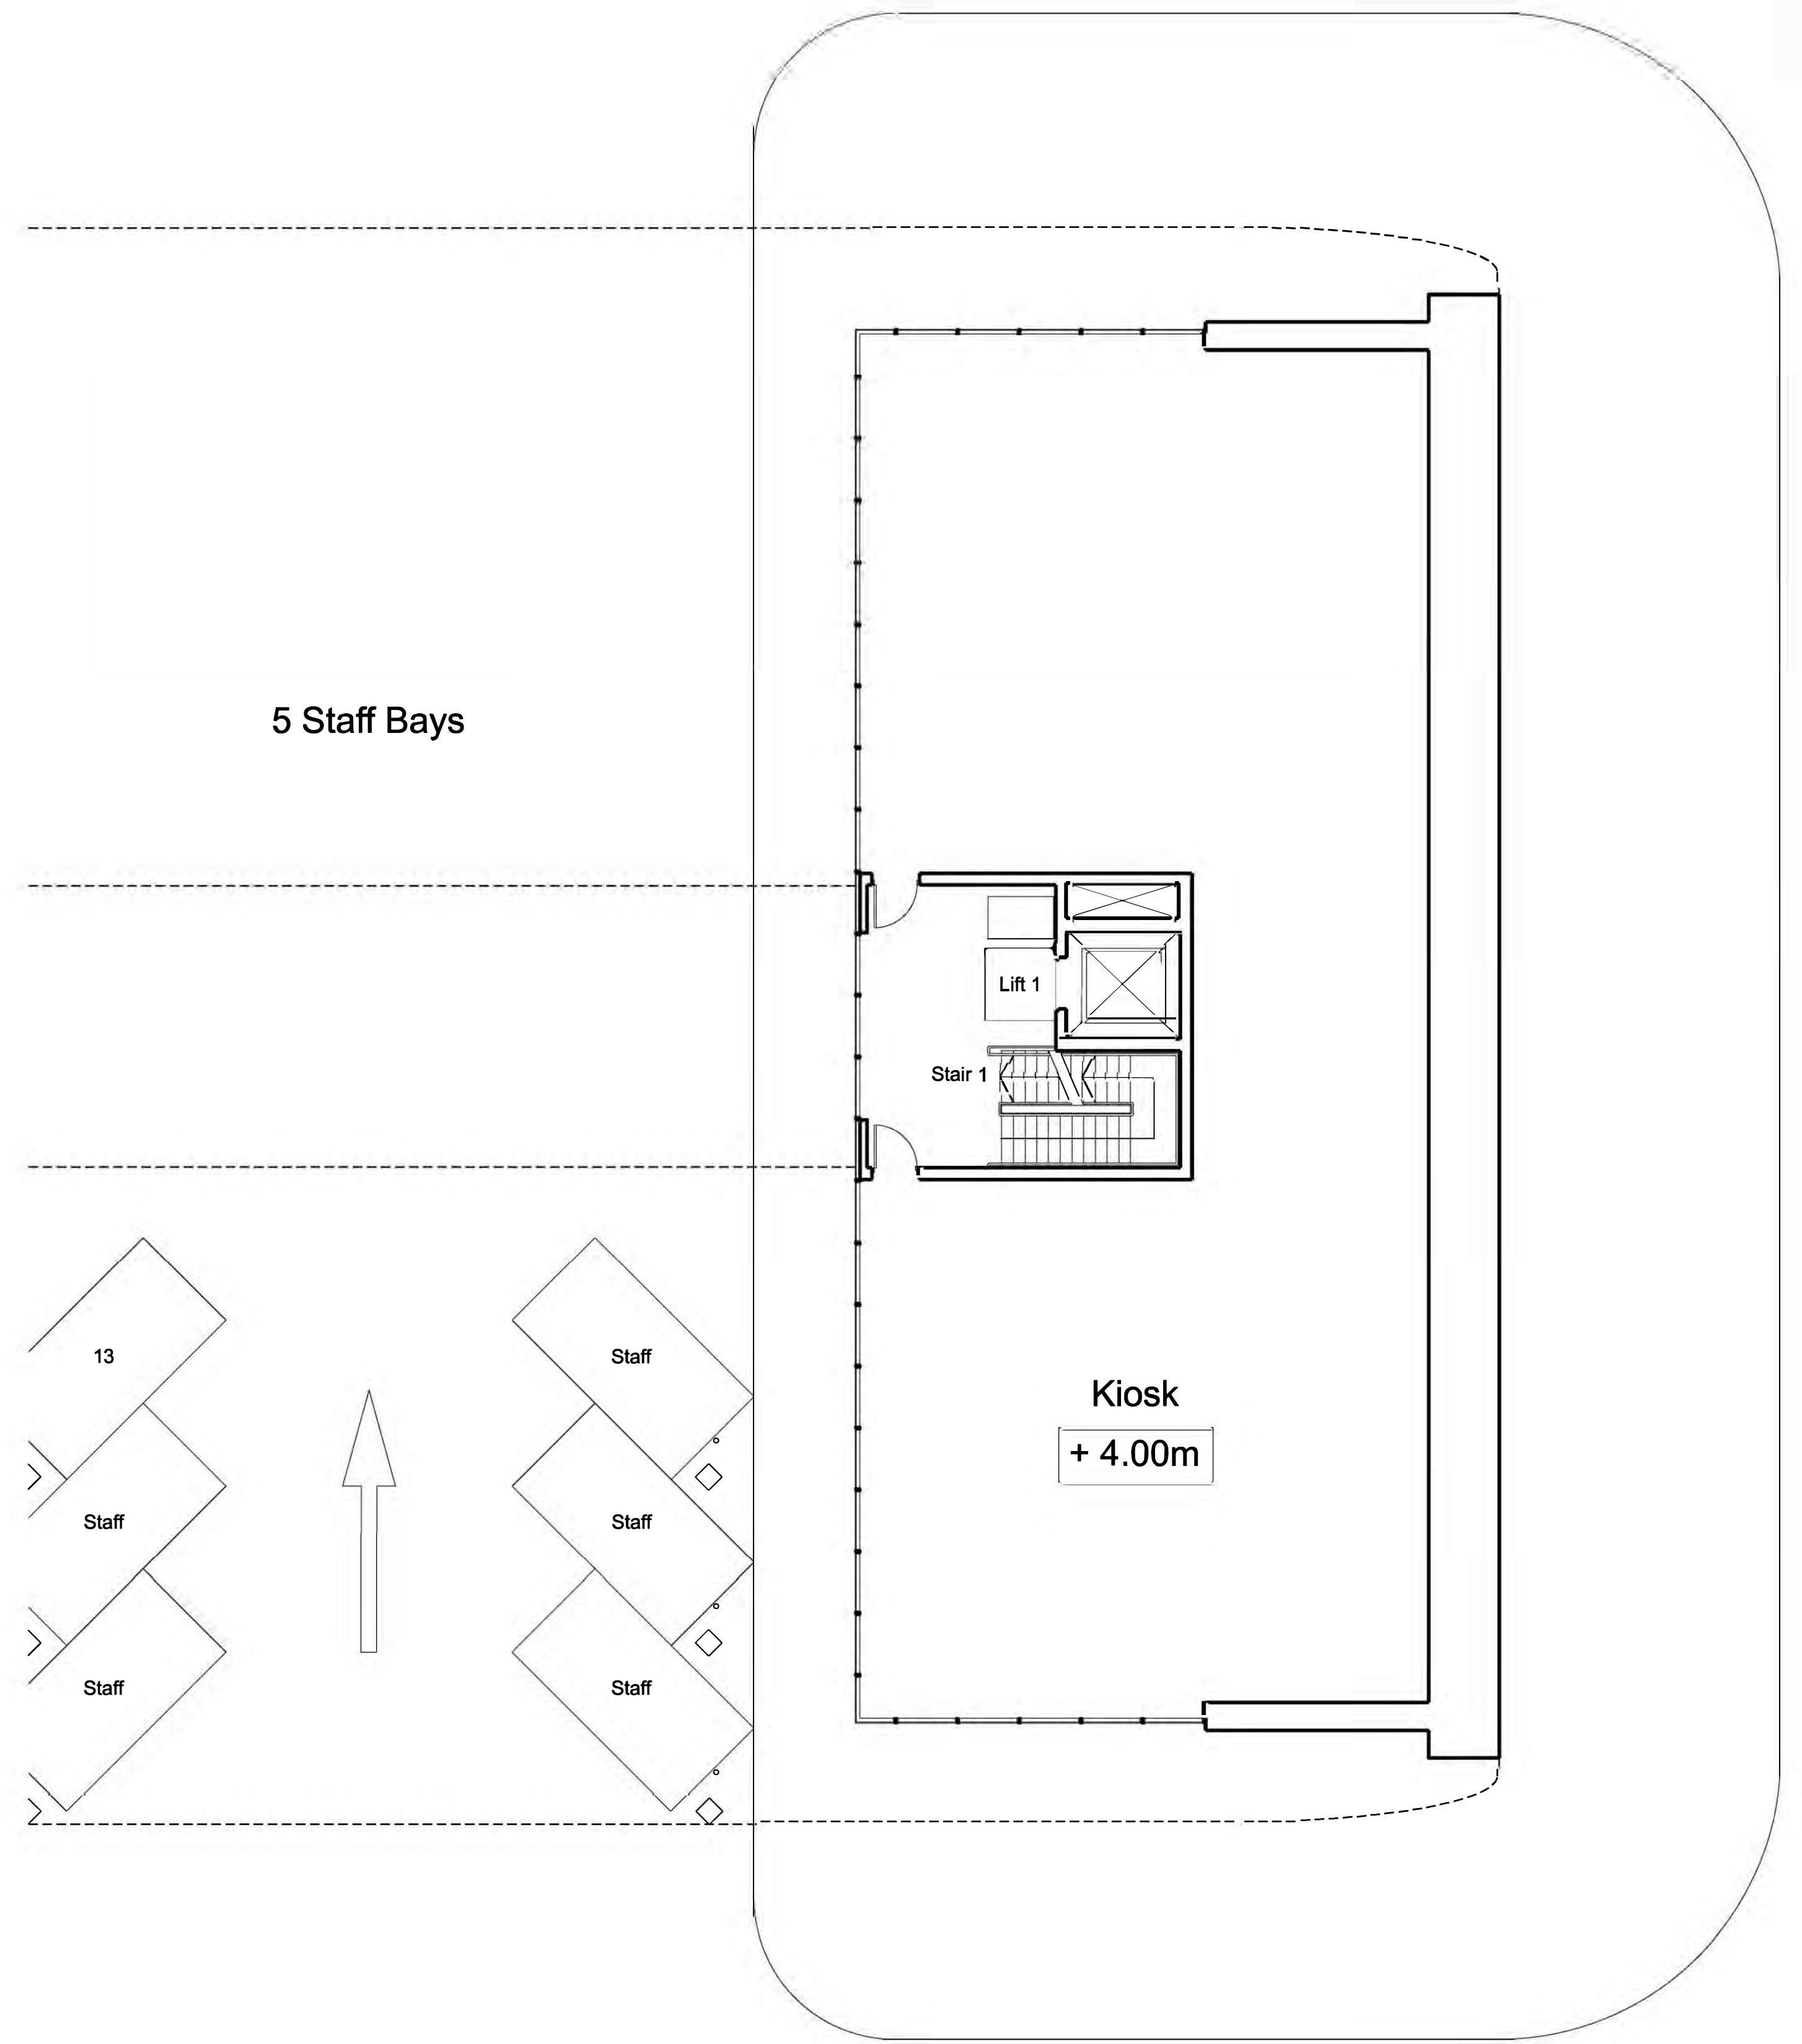 5 Staff Bays
Lift 1
Stair 1
13
Staff
Kiosk
+ 4.00m
Staff
Staff
Staff
Staff